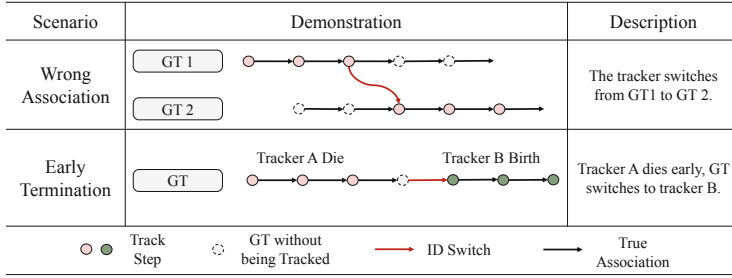 Scenario
Demonstration
Description
Wrong
Association
GT 1
GT 2
The tracker switches
from GT1 to GT 2.
Early
Termination
Tracker A Die
Tracker B Birth
GT
Tracker A dies early, GT
switches to tracker B.
Track
Step
GT without
being Tracked
ID Switch
True
Association